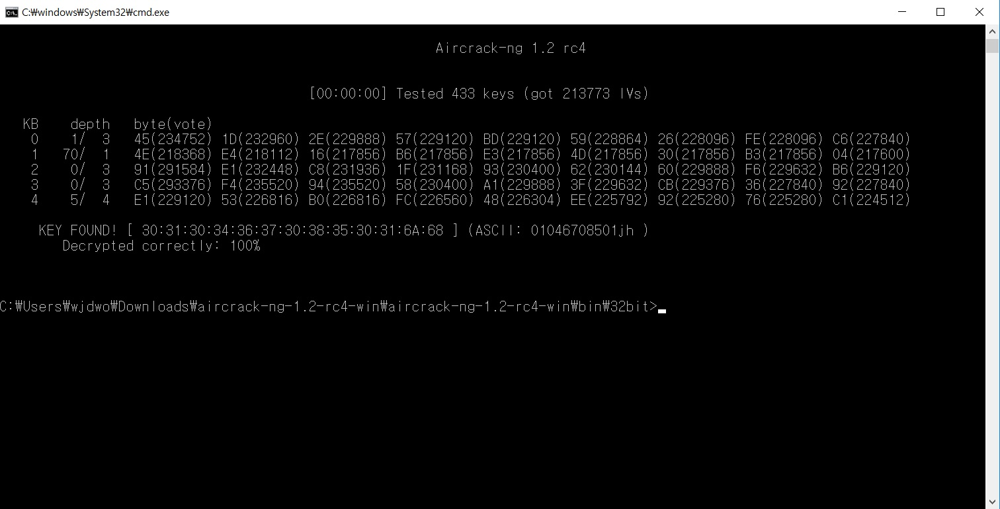 C:₩windows₩System32₩cmd.exe
Aircrack-ng 1.2 rc4
[00:00:00] Tested 433 keys (got 213773 IVs)
KB depth byte(vote)
0 1/ 3 45(234752) 1D(232960) 2E(229888) 57(229120) BD(229120) 59(228864) 26(228096) FE(228096) C6(227840)
1 70/ 1 4E(218368) E4(218112) 16(217856) B6(217856) E3(217856) 4D(217856) 30(217856) B3(217856) 04(217600)
2 0/ 3 91(291584) E1(232448) C8(231936) 1F(231168) 93(230400) 62(230144) 60(229888) F6(229632) B6(229120)
3 0/ 3 C5(293376) F4(235520) 94(235520) 58(230400) A1(229888) 3F(229632) CB(229376) 36(227840) 92(227840)
4 5/ 4 E1(229120) 53(226816) B0(226816) FC(226560) 48(226304) EE(225792) 92(225280) 76(225280) C1(224512)
KEY FOUND! [ 30:31:30:34:36:37:30:38:35:30:31:6A:68 ] (ASCII: 01046708501jh )
Decrypted correctly: 100%
C:₩Users₩wjdwo₩Downloads₩aircrack-ng-1.2-rc4-win₩aircrack-ng-1.2-rc4-win₩bin₩32bit>